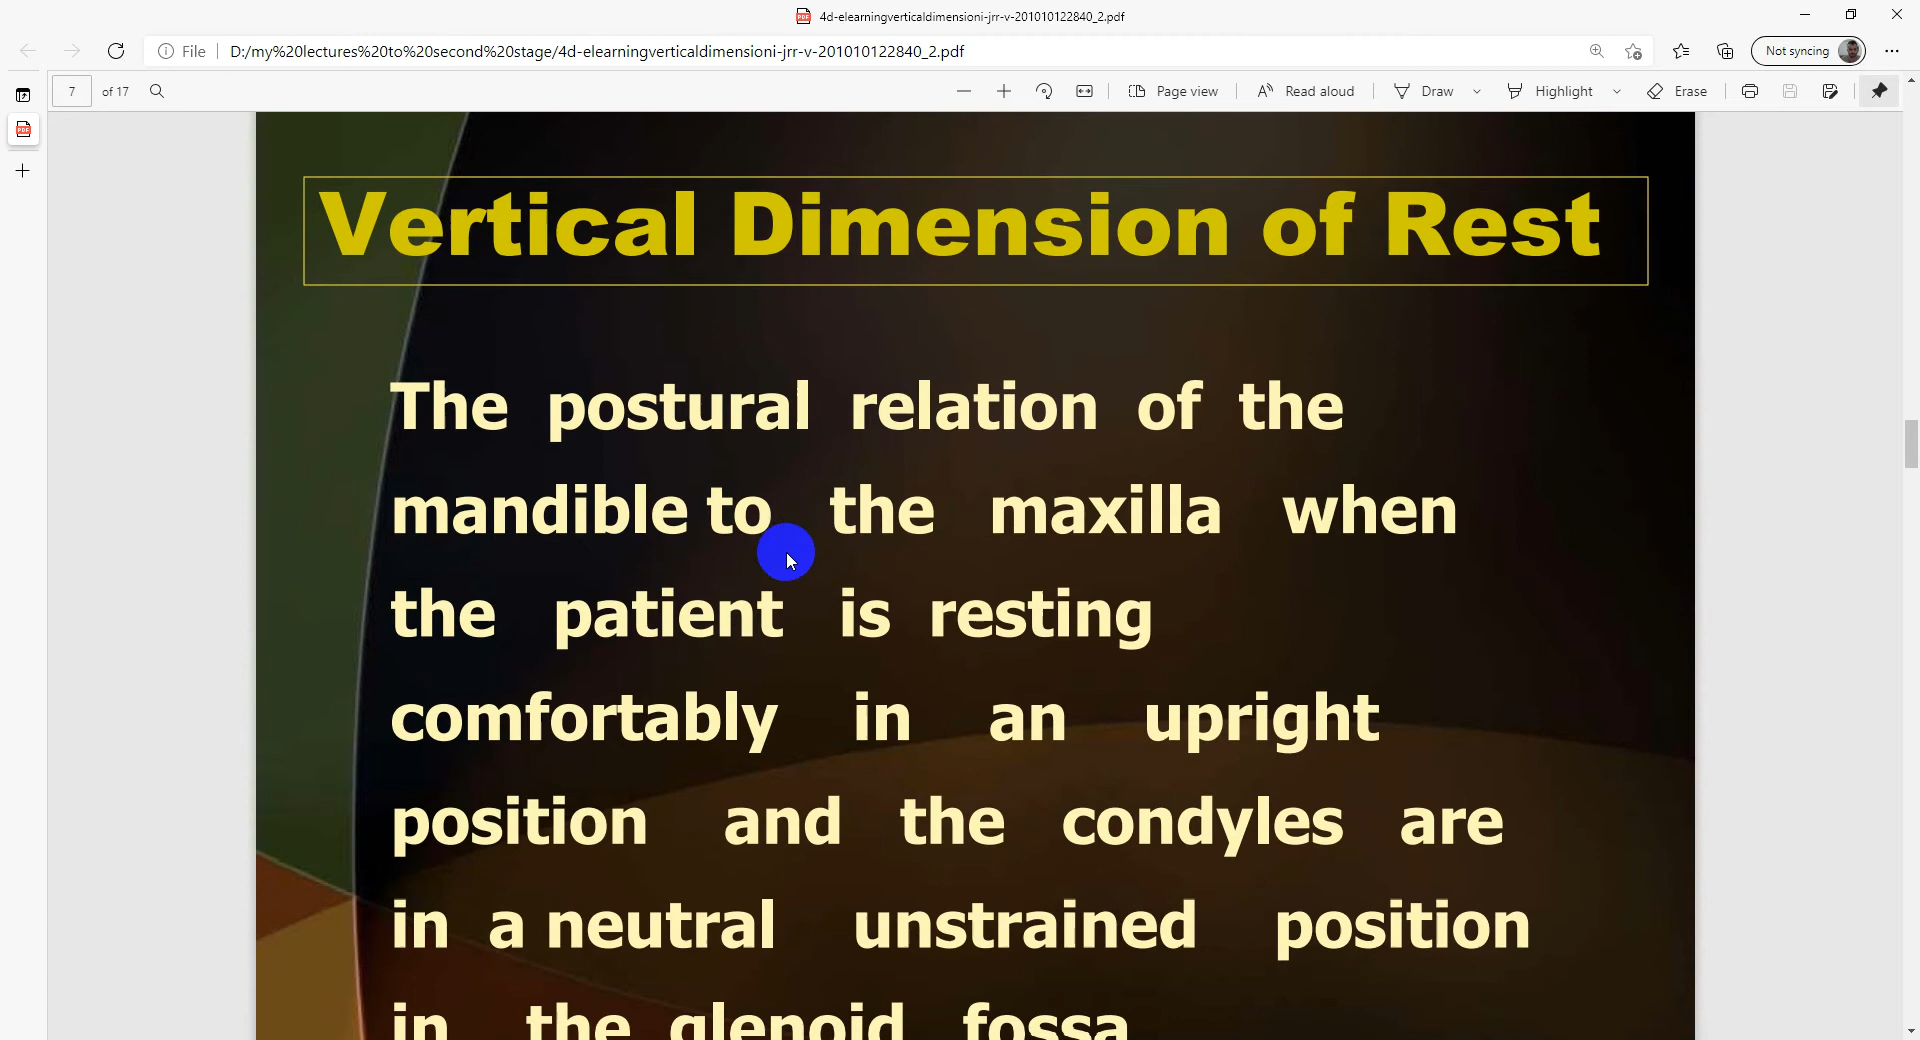 4d-elearningverticaldimensioni-jrr-v-201010122840_2.pdf
File D:/my%20lectures%20to%20second%20stage/4d-elearningverticaldimensioni-jrr-v-201010122840_2.pdf Not syncing
7 of 17 Page view Read aloud Draw Highlight Erase
Vertical Dimension of Rest
The postural relation of the
mandible to the maxilla when
the patient is resting
comfortably in an upright
position and the condyles are
in a neutral unstrained position
in the glenoid fossa